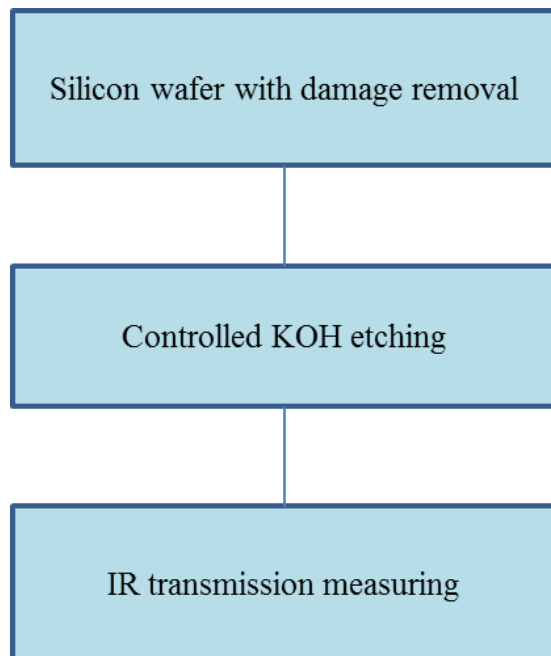 Silicon wafer with damage removal
Controlled KOH etching
IR transmission measuring